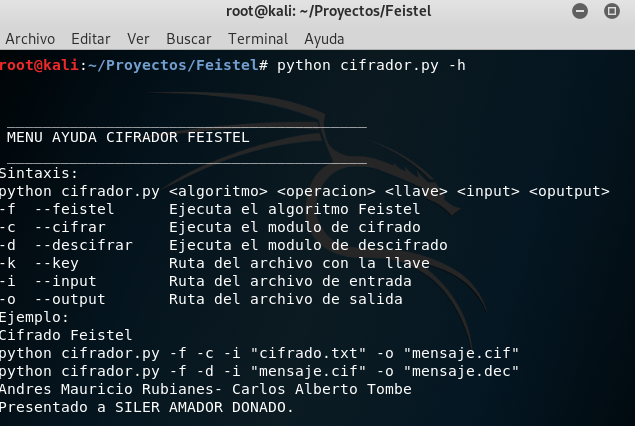 root@kali: ~/Proyectos/Feistel
Archivo Editar Ver Buscar Terminal Ayuda
root@kali:~/Proyectos/Feistel# python cifrador.py -h
________________________________________
MENU AYUDA CIFRADOR FEISTEL
________________________________________
Sintaxis:
python cifrador.py <algoritmo> <operacion> <llave> <input> <oputput>
-f  --feistel      Ejecuta el algoritmo Feistel
-c  --cifrar       Ejecuta el modulo de cifrado
-d  --descifrar    Ejecuta el modulo de descifrado
-k  --key          Ruta del archivo con la llave
-i  --input        Ruta del archivo de entrada
-o  --output       Ruta del archivo de salida
Ejemplo:
Cifrado Feistel
python cifrador.py -f -c -i "cifrado.txt" -o "mensaje.cif"
python cifrador.py -f -d -i "mensaje.cif" -o "mensaje.dec"
Andres Mauricio Rubianes- Carlos Alberto Tombe
Presentado a SILER AMADOR DONADO.